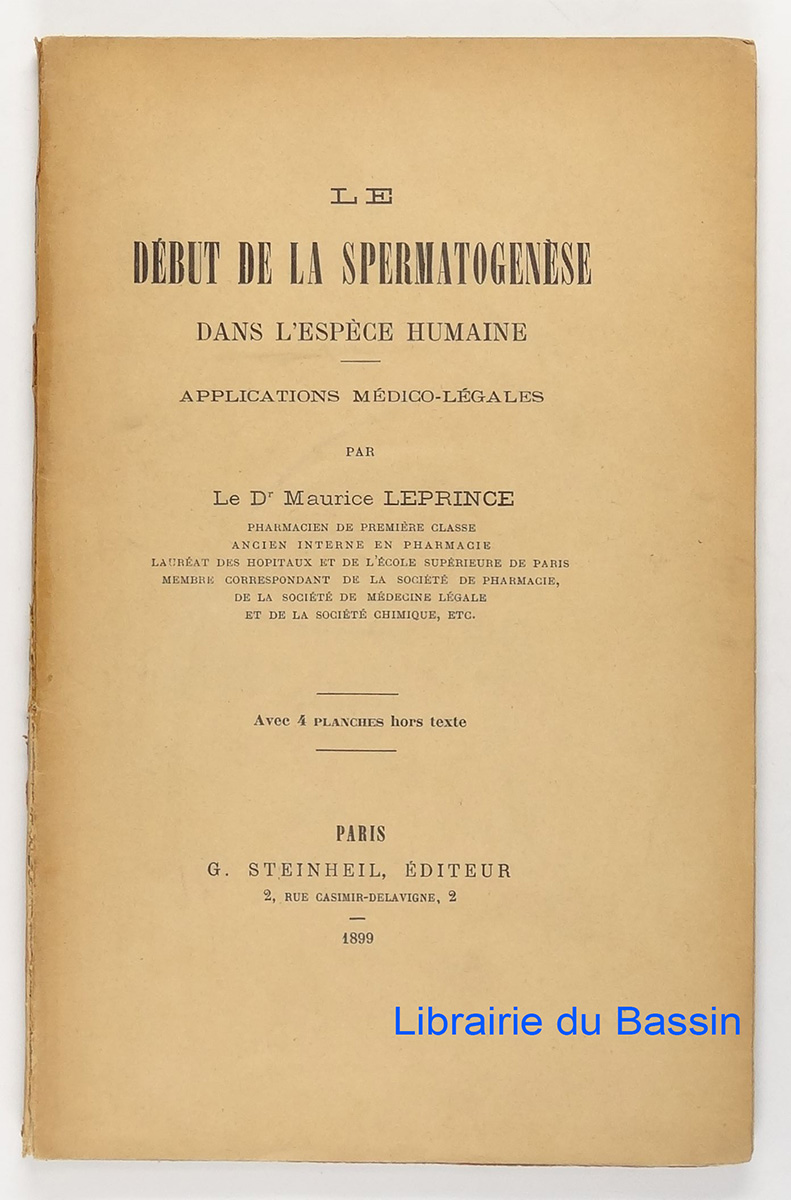 LE
DÉBUT DE LA SPERMATOGENÈSE
DANS L'ESPÈCE HUMAINE
APPLICATIONS MÉDICO-LÉGALES
PAR
Le Dr Maurice LEPRINCE
PHARMACIEN DE PREMIÈRE CLASSE
ANCIEN INTERNE EN PHARMACIE
LAURÉAT DES HOPITAUX ET DE L'ÉCOLE SUPÉRIEURE DE PARIS
MEMBRE CORRESPONDANT DE LA SOCIÉTÉ DE PHARMACIE,
DE LA SOCIÉTÉ DE MÉDECINE LÉGALE
ET DE LA SOCIÉTÉ CHIMIQUE, ETC.
Avec 4 PLANCHES hors texte
PARIS
G. STEINHEIL, ÉDITEUR
2, RUE CASIMIR-DELAVIGNE, 2
1899
Librairie du Bassin